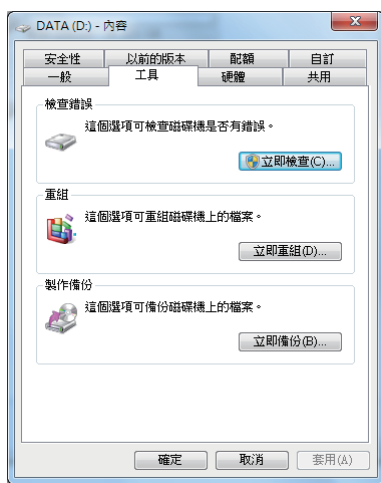 DATA (D:) - 內容
安全性 以前的版本 配額 自訂
一般 工具 硬體 共用
檢查錯誤
這個選項可檢查磁碟機是否有錯誤。
立即檢查(C)...
重組
這個選項可重組磁碟機上的檔案。
立即重組(D)...
製作備份
這個選項可備份磁碟機上的檔案。
立即備份(B)...
確定 取消 套用(A)